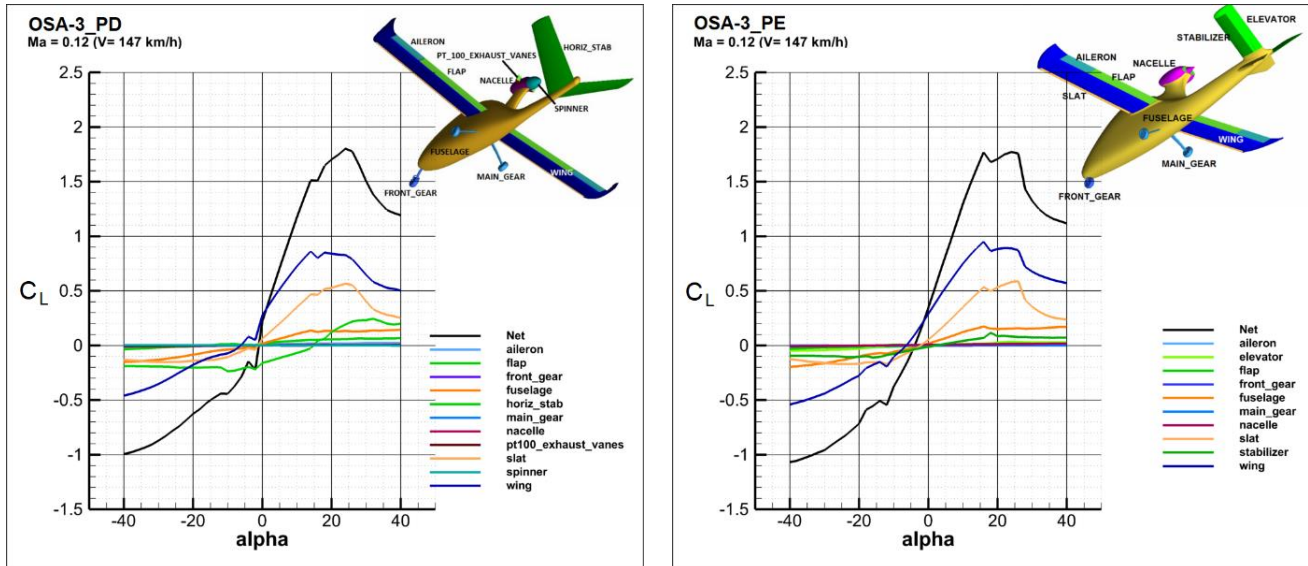 OSA-3_PD
Ma = 0.12 (V= 147 km/h)
AILERON
PT_100_EXHAUST_VANES
FLAP
NACELLE
HORIZ_STAB
SPINNER
FUSELAGE
WING
MAIN_GEAR
FRONT_GEAR
2.5
2
1.5
1
0.5
0
-0.5
-1
-1.5
CL
-40
-20
0
20
40
alpha
Net
aileron
flap
front_gear
fuselage
horiz_stab
main_gear
nacelle
pt100_exhaust_vanes
slat
spinner
wing
OSA-3_PE
Ma = 0.12 (V= 147 km/h)
ELEVATOR
STABILIZER
AILERON
NACELLE
FLAP
SLAT
FUSELAGE
WING
MAIN_GEAR
FRONT_GEAR
2.5
2
1.5
1
0.5
0
-0.5
-1
-1.5
CL
-40
-20
0
20
40
alpha
Net
aileron
elevator
flap
front_gear
fuselage
main_gear
nacelle
slat
stabilizer
wing